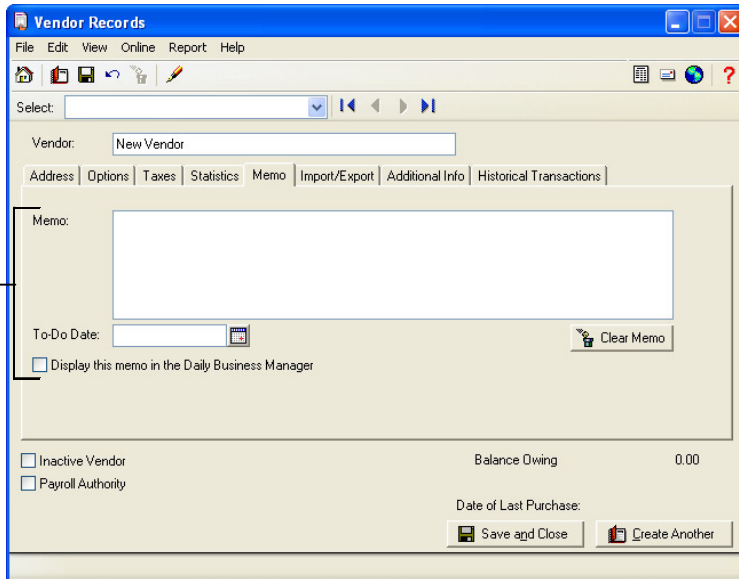 Vendor Records
File Edit View Online Report Help
?
Select:
Vendor: New Vendor
Address Options Taxes Statistics Memo Import/Export Additional Info Historical Transactions
Memo:
To-Do Date: Clear Memo
Display this memo in the Daily Business Manager
Inactive Vendor Balance Owing 0.00
Payroll Authority
Date of Last Purchase:
Save and Close Create Another